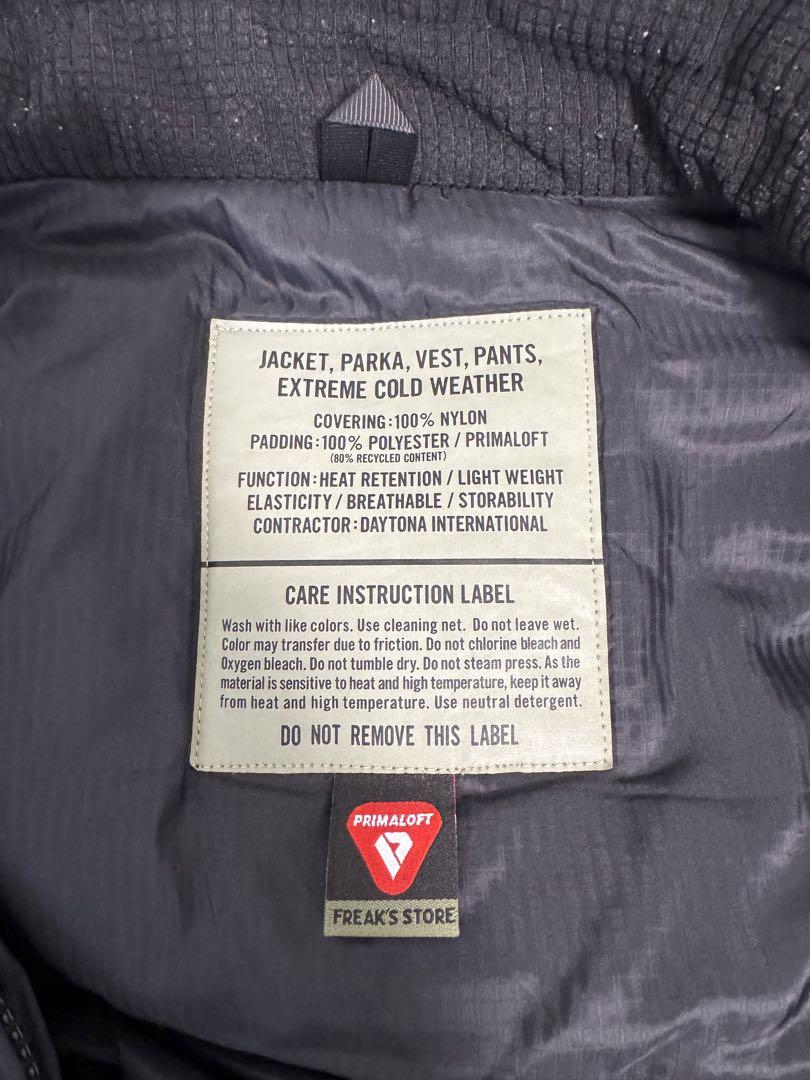 JACKET, PARKA, VEST, PANTS,
EXTREME COLD WEATHER
COVERING:100% NYLON
PADDING:100% POLYESTER / PRIMALOFT
(80% RECYCLED CONTENT)
FUNCTION:HEAT RETENTION / LIGHT WEIGHT
ELASTICITY / BREATHABLE / STORABILITY
CONTRACTOR:DAYTONA INTERNATIONAL
CARE INSTRUCTION LABEL
Wash with like colors. Use cleaning net. Do not leave wet.
Color may transfer due to friction. Do not chlorine bleach and
Oxygen bleach. Do not tumble dry. Do not steam press. As the
material is sensitive to heat and high temperature, keep it away
from heat and high temperature. Use neutral detergent.
DO NOT REMOVE THIS LABEL
PRIMALOFT
FREAK'S STORE